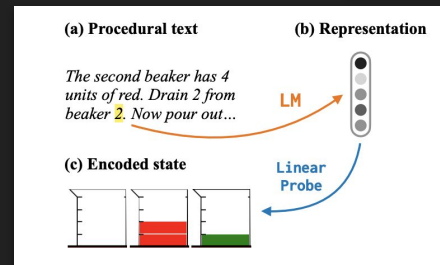 (a) Procedural text
(b) Representation
The second beaker has 4
units of red. Drain 2 from
beaker 2. Now pour out...
LM
(c) Encoded state
Linear
Probe